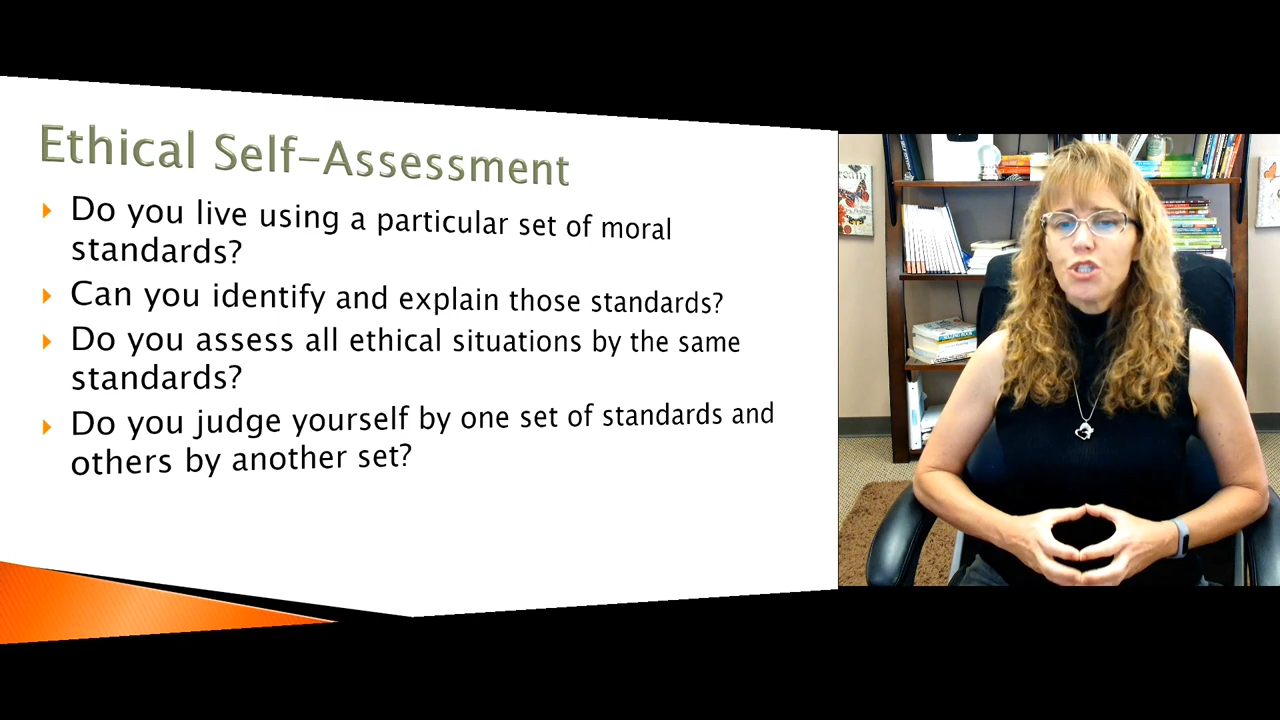 Ethical Self-Assessment
Do you live using a particular set of moral
standards?
Can you identify and explain those standards?
Do you assess all ethical situations by the same
standards?
Do you judge yourself by one set of standards and
others by another set?